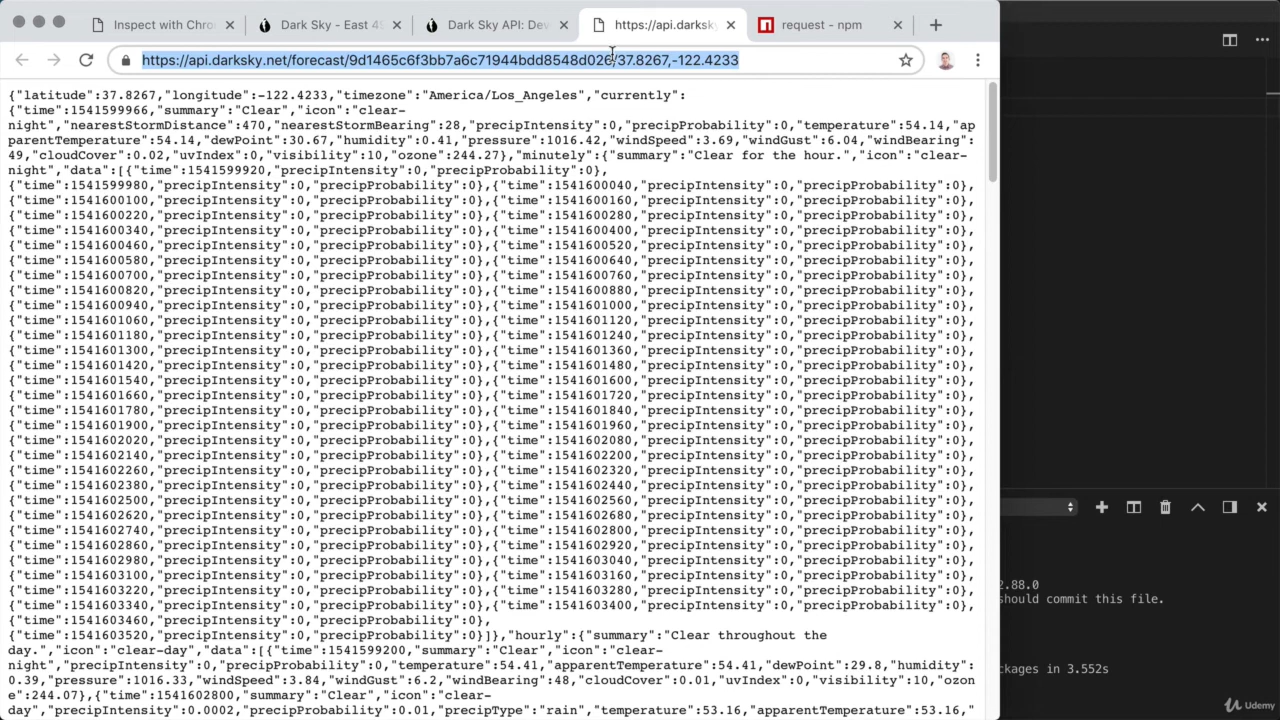 Inspect with Chro
Dark Sky - East 4
Dark Sky API: Dev
https://api.darksky
request - npm
https://api.darksky.net/forecast/9d1465c6f3bb7a6c71944bdd8548d026/37.8267,-122.4233
{"latitude":37.8267,"longitude":-122.4233,"timezone":"America/Los_Angeles","currently":
{"time":1541599966,"summary":"Clear","icon":"clear-
night","nearestStormDistance":470,"nearestStormBearing":28,"precipIntensity":0,"precipProbability":0,"temperature":54.14,"ap
parentTemperature":54.14,"dewPoint":30.67,"humidity":0.41,"pressure":1016.42,"windSpeed":3.69,"windGust":6.04,"windBearing":
49,"cloudCover":0.02,"uvIndex":0,"visibility":10,"ozone":244.27},"minutely":{"summary":"Clear for the hour.","icon":"clear-
night","data":[{"time":1541599920,"precipIntensity":0,"precipProbability":0},
{"time":1541599980,"precipIntensity":0,"precipProbability":0},{"time":1541600040,"precipIntensity":0,"precipProbability":0},
{"time":1541600100,"precipIntensity":0,"precipProbability":0},{"time":1541600160,"precipIntensity":0,"precipProbability":0},
{"time":1541600220,"precipIntensity":0,"precipProbability":0},{"time":1541600280,"precipIntensity":0,"precipProbability":0},
{"time":1541600340,"precipIntensity":0,"precipProbability":0},{"time":1541600400,"precipIntensity":0,"precipProbability":0},
{"time":1541600460,"precipIntensity":0,"precipProbability":0},{"time":1541600520,"precipIntensity":0,"precipProbability":0},
{"time":1541600580,"precipIntensity":0,"precipProbability":0},{"time":1541600640,"precipIntensity":0,"precipProbability":0},
{"time":1541600700,"precipIntensity":0,"precipProbability":0},{"time":1541600760,"precipIntensity":0,"precipProbability":0},
{"time":1541600820,"precipIntensity":0,"precipProbability":0},{"time":1541600880,"precipIntensity":0,"precipProbability":0},
{"time":1541600940,"precipIntensity":0,"precipProbability":0},{"time":1541601000,"precipIntensity":0,"precipProbability":0},
{"time":1541601060,"precipIntensity":0,"precipProbability":0},{"time":1541601120,"precipIntensity":0,"precipProbability":0},
{"time":1541601180,"precipIntensity":0,"precipProbability":0},{"time":1541601240,"precipIntensity":0,"precipProbability":0},
{"time":1541601300,"precipIntensity":0,"precipProbability":0},{"time":1541601360,"precipIntensity":0,"precipProbability":0},
{"time":1541601420,"precipIntensity":0,"precipProbability":0},{"time":1541601480,"precipIntensity":0,"precipProbability":0},
{"time":1541601540,"precipIntensity":0,"precipProbability":0},{"time":1541601600,"precipIntensity":0,"precipProbability":0},
{"time":1541601660,"precipIntensity":0,"precipProbability":0},{"time":1541601720,"precipIntensity":0,"precipProbability":0},
{"time":1541601780,"precipIntensity":0,"precipProbability":0},{"time":1541601840,"precipIntensity":0,"precipProbability":0},
{"time":1541601900,"precipIntensity":0,"precipProbability":0},{"time":1541601960,"precipIntensity":0,"precipProbability":0},
{"time":1541602020,"precipIntensity":0,"precipProbability":0},{"time":1541602080,"precipIntensity":0,"precipProbability":0},
{"time":1541602140,"precipIntensity":0,"precipProbability":0},{"time":1541602200,"precipIntensity":0,"precipProbability":0},
{"time":1541602260,"precipIntensity":0,"precipProbability":0},{"time":1541602320,"precipIntensity":0,"precipProbability":0},
{"time":1541602380,"precipIntensity":0,"precipProbability":0},{"time":1541602440,"precipIntensity":0,"precipProbability":0},
{"time":1541602500,"precipIntensity":0,"precipProbability":0},{"time":1541602560,"precipIntensity":0,"precipProbability":0},
{"time":1541602620,"precipIntensity":0,"precipProbability":0},{"time":1541602680,"precipIntensity":0,"precipProbability":0},
{"time":1541602740,"precipIntensity":0,"precipProbability":0},{"time":1541602800,"precipIntensity":0,"precipProbability":0},
{"time":1541602860,"precipIntensity":0,"precipProbability":0},{"time":1541602920,"precipIntensity":0,"precipProbability":0},
{"time":1541602980,"precipIntensity":0,"precipProbability":0},{"time":1541603040,"precipIntensity":0,"precipProbability":0},
{"time":1541603100,"precipIntensity":0,"precipProbability":0},{"time":1541603160,"precipIntensity":0,"precipProbability":0},
{"time":1541603220,"precipIntensity":0,"precipProbability":0},{"time":1541603280,"precipIntensity":0,"precipProbability":0},
{"time":1541603340,"precipIntensity":0,"precipProbability":0},{"time":1541603400,"precipIntensity":0,"precipProbability":0},
{"time":1541603460,"precipIntensity":0,"precipProbability":0},
{"time":1541603520,"precipIntensity":0,"precipProbability":0}]},"hourly":{"summary":"Clear throughout the
day.","icon":"clear-day","data":[{"time":1541599200,"summary":"Clear","icon":"clear-
night","precipIntensity":0,"precipProbability":0,"temperature":54.41,"apparentTemperature":54.41,"dewPoint":29.8,"humidity":
0.39,"pressure":1016.33,"windSpeed":3.94,"windGust":6.2,"windBearing":48,"cloudCover":0.01,"uvIndex":0,"visibility":10,"ozon
e":244.07},{"time":1541602800,"summary":"Clear","icon":"clear-
day","precipIntensity":0.0002,"precipProbability":0.01,"precipType":"rain","temperature":53.16,"apparentTemperature":53.16,"
2.88.0
should commit this file.
ckages in 3.552s
Udemy